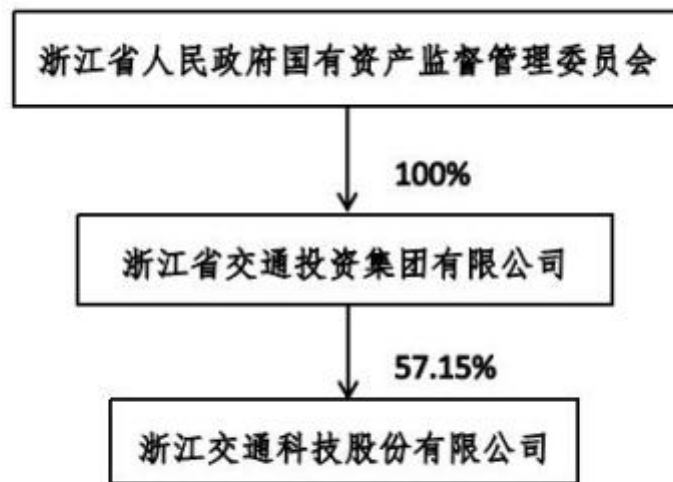 浙江省人民政府国有资产监督管理委员会
100%
浙江省交通投资集团有限公司
57.15%
浙江交通科技股份有限公司